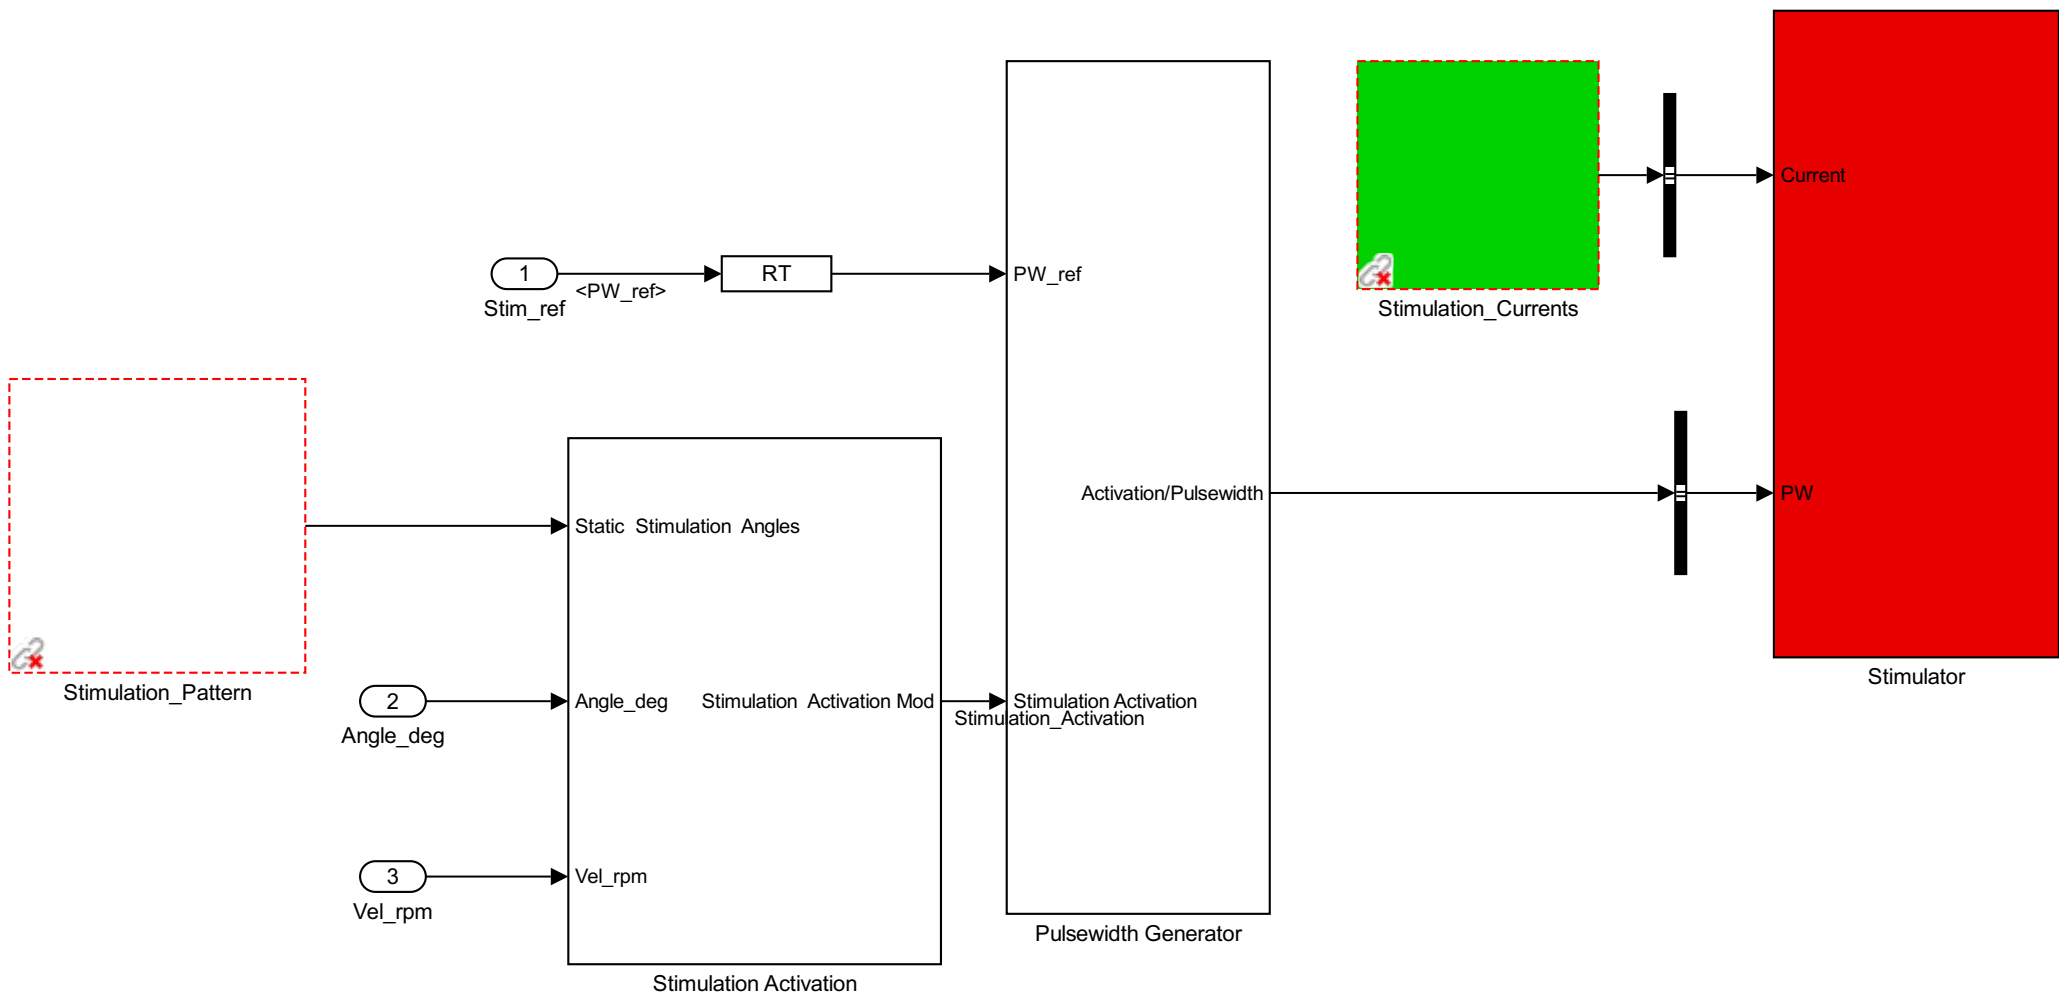 Current
1
RT
PW_ref
<PW_ref>
Stim_ref
Stimulation_Currents
Activation/Pulsewidth
PW
Static Stimulation Angles
Stimulation_Pattern
2
Angle_deg
Angle_deg
Stimulation Activation Mod
Stimulation Activation
Stimulation_Activation
Stimulator
3
Vel_rpm
Vel_rpm
Pulsewidth Generator
Stimulation Activation